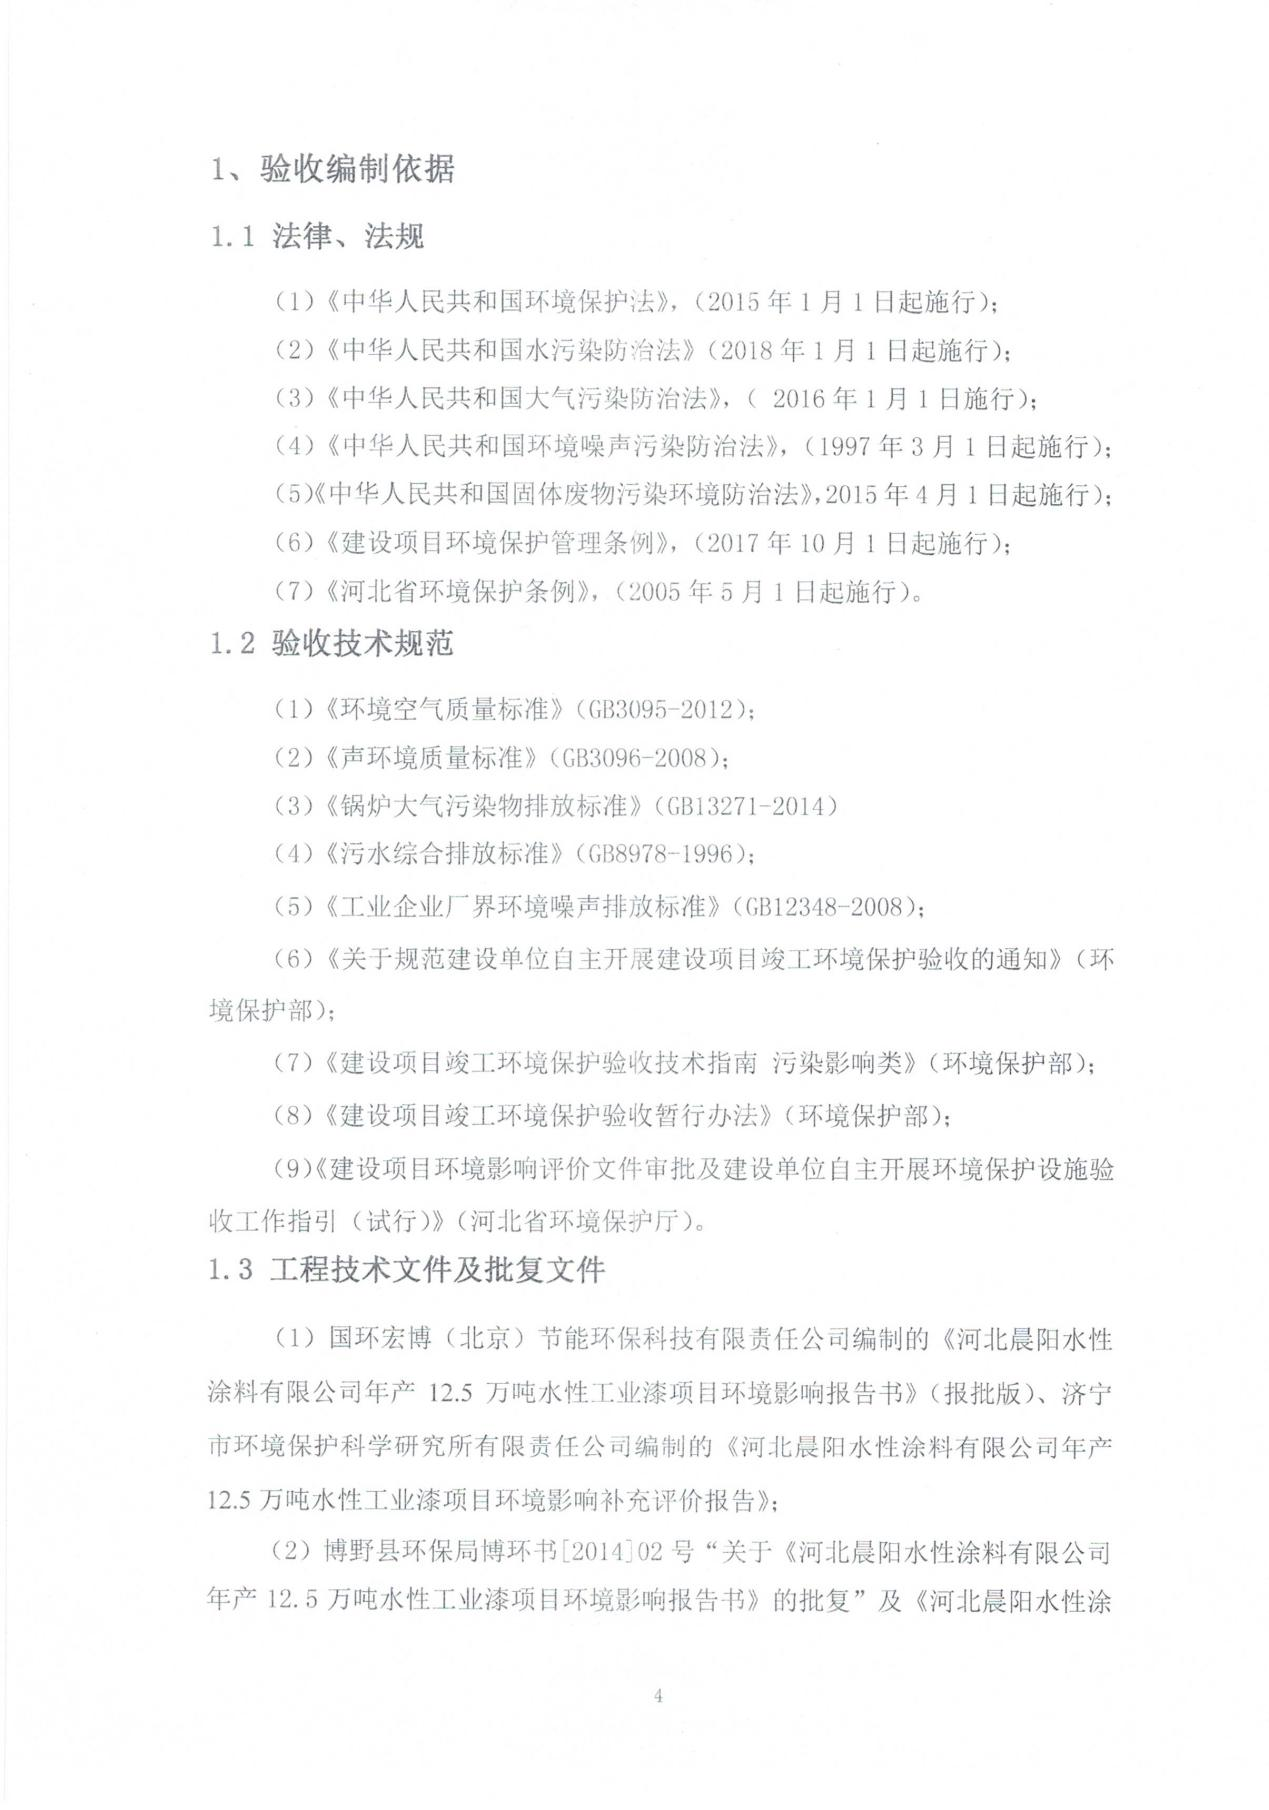 1、验收编制依据
1.1 法律、法规
（1）《中华人民共和国环境保护法》，（2015 年 1 月 1 日起施行）；
（2）《中华人民共和国水污染防治法》（2018 年 1 月 1 日起施行）；
（3）《中华人民共和国大气污染防治法》，（ 2016 年 1 月 1 日施行）；
（4）《中华人民共和国环境噪声污染防治法》，（1997 年 3 月 1 日起施行）；
（5）《中华人民共和国固体废物污染环境防治法》，2015 年 4 月 1 日起施行）；
（6）《建设项目环境保护管理条例》，（2017 年 10 月 1 日起施行）；
（7）《河北省环境保护条例》，（2005 年 5 月 1 日起施行）。
1.2 验收技术规范
（1）《环境空气质量标准》（GB3095-2012）；
（2）《声环境质量标准》（GB3096-2008）；
（3）《锅炉大气污染物排放标准》（GB13271-2014）
（4）《污水综合排放标准》（GB8978-1996）；
（5）《工业企业厂界环境噪声排放标准》（GB12348-2008）；
（6）《关于规范建设单位自主开展建设项目竣工环境保护验收的通知》（环
境保护部）；
（7）《建设项目竣工环境保护验收技术指南 污染影响类》（环境保护部）；
（8）《建设项目竣工环境保护验收暂行办法》（环境保护部）；
（9）《建设项目环境影响评价文件审批及建设单位自主开展环境保护设施验
收工作指引（试行）》（河北省环境保护厅）。
1.3 工程技术文件及批复文件
（1）国环宏博（北京）节能环保科技有限责任公司编制的《河北晨阳水性
涂料有限公司年产 12.5 万吨水性工业漆项目环境影响报告书》（报批版）、济宁
市环境保护科学研究所有限责任公司编制的《河北晨阳水性涂料有限公司年产
12.5 万吨水性工业漆项目环境影响补充评价报告》；
（2）博野县环保局博环书[2014]02 号“关于《河北晨阳水性涂料有限公司
年产 12.5 万吨水性工业漆项目环境影响报告书》的批复”及《河北晨阳水性涂
4